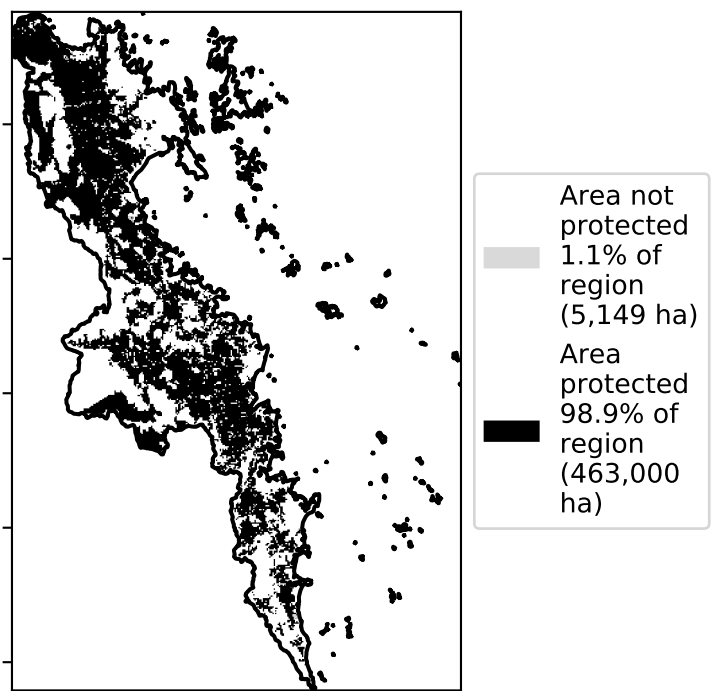 Area not
protected
1.1% of
region
(5,149 ha)
Area
protected
98.9% of
region
(463,000
ha)